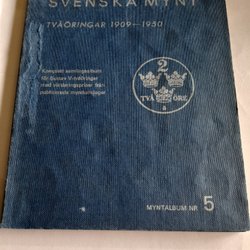 SVENSKA MYNT
TVÅÖRINGAR 1909—1950
Komplett samlingsalbum
för Gustav V-tvåöringar
med värderingspriser från
publicerade myntkataloger
2
TVÅ ÖRE
MYNTALBUM NR 5